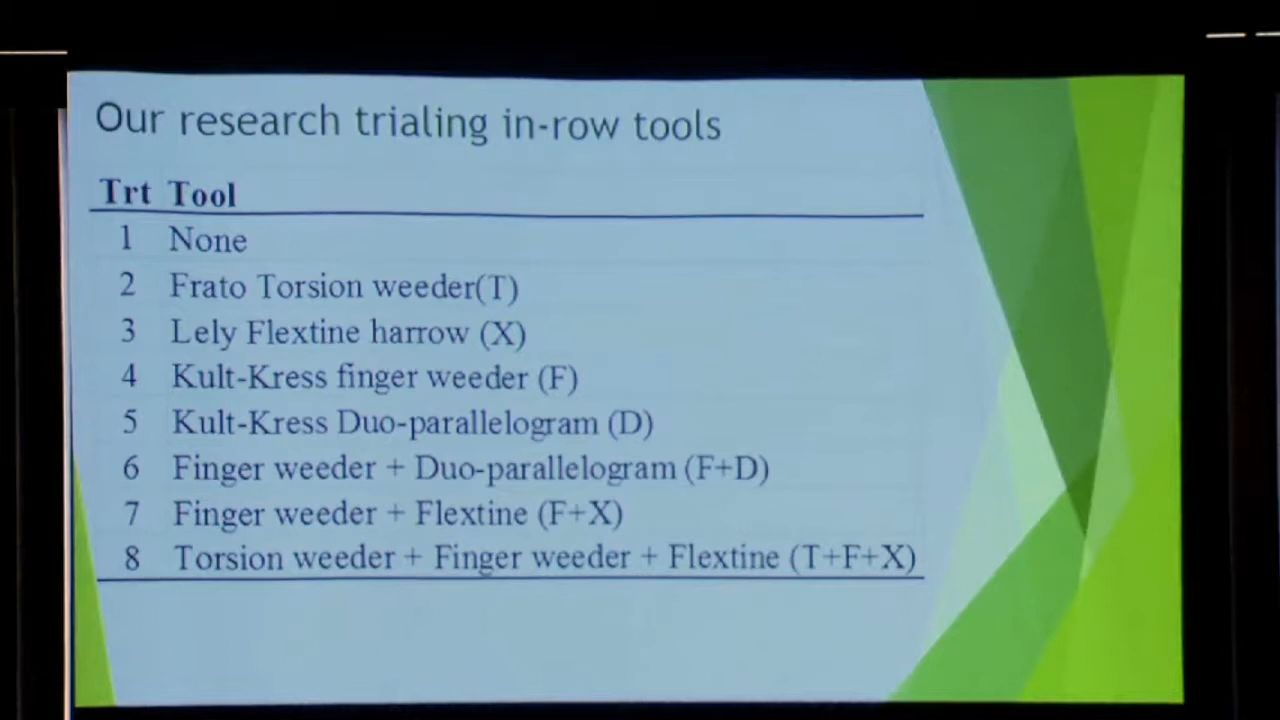 Our research trialing in-row tools
Trt Tool
1 None
2 Frato Torsion weeder(T)
3 Lely Flextine harrow (X)
4 Kult-Kress finger weeder (F)
5 Kult-Kress Duo-parallelogram (D)
6 Finger weeder + Duo-parallelogram (F+D)
7 Finger weeder + Flextine (F+X)
8 Torsion weeder + Finger weeder + Flextine (T+F+X)